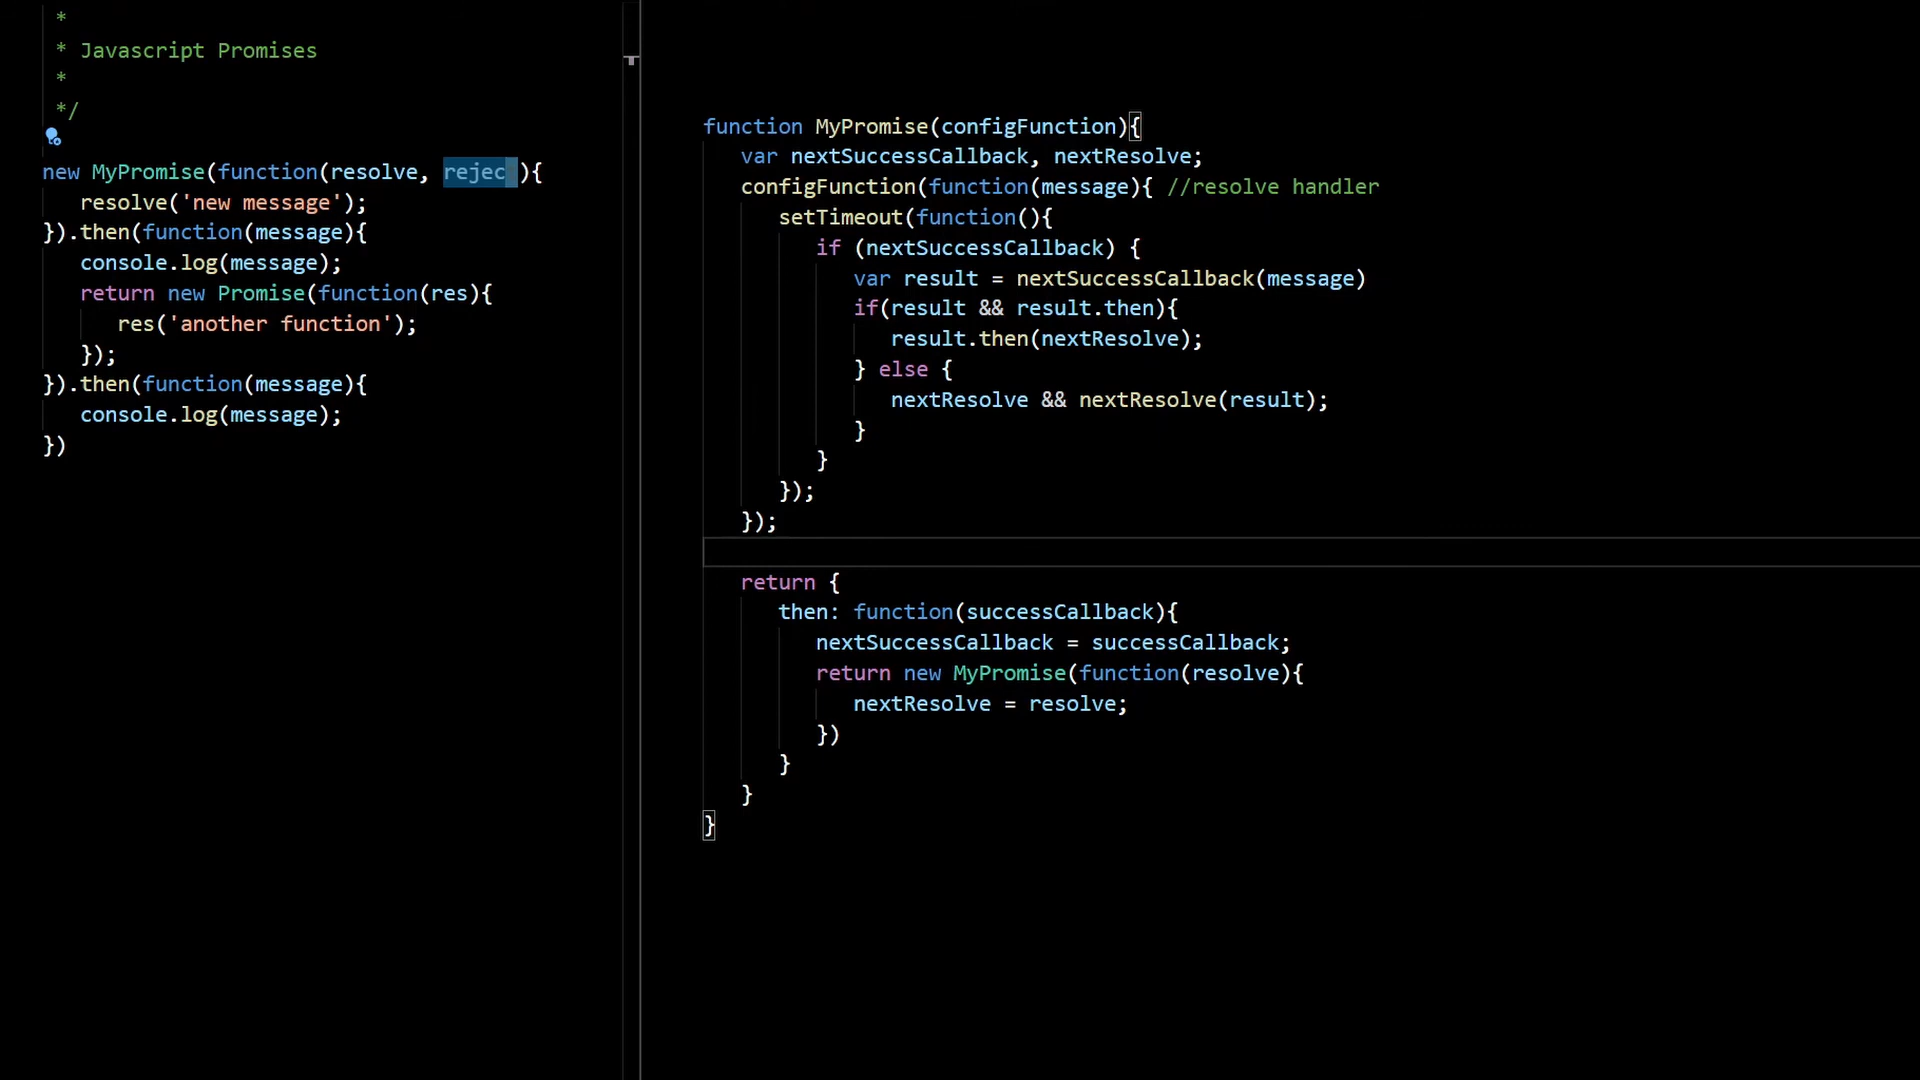 *
* Javascript Promises
*
*/
new MyPromise(function(resolve, rejec ){
resolve('new message');
}).then(function(message){
console.log(message);
return new Promise(function(res){
res('another function');
});
}).then(function(message){
console.log(message);
})
function MyPromise(configFunction){
var nextSuccessCallback, nextResolve;
configFunction(function(message){ //resolve handler
setTimeout(function(){
if (nextSuccessCallback) {
var result = nextSuccessCallback(message)
if(result && result.then){
result.then(nextResolve);
} else {
nextResolve && nextResolve(result);
}
}
});
});
return {
then: function(successCallback){
nextSuccessCallback = successCallback;
return new MyPromise(function(resolve){
nextResolve = resolve;
})
}
}
}